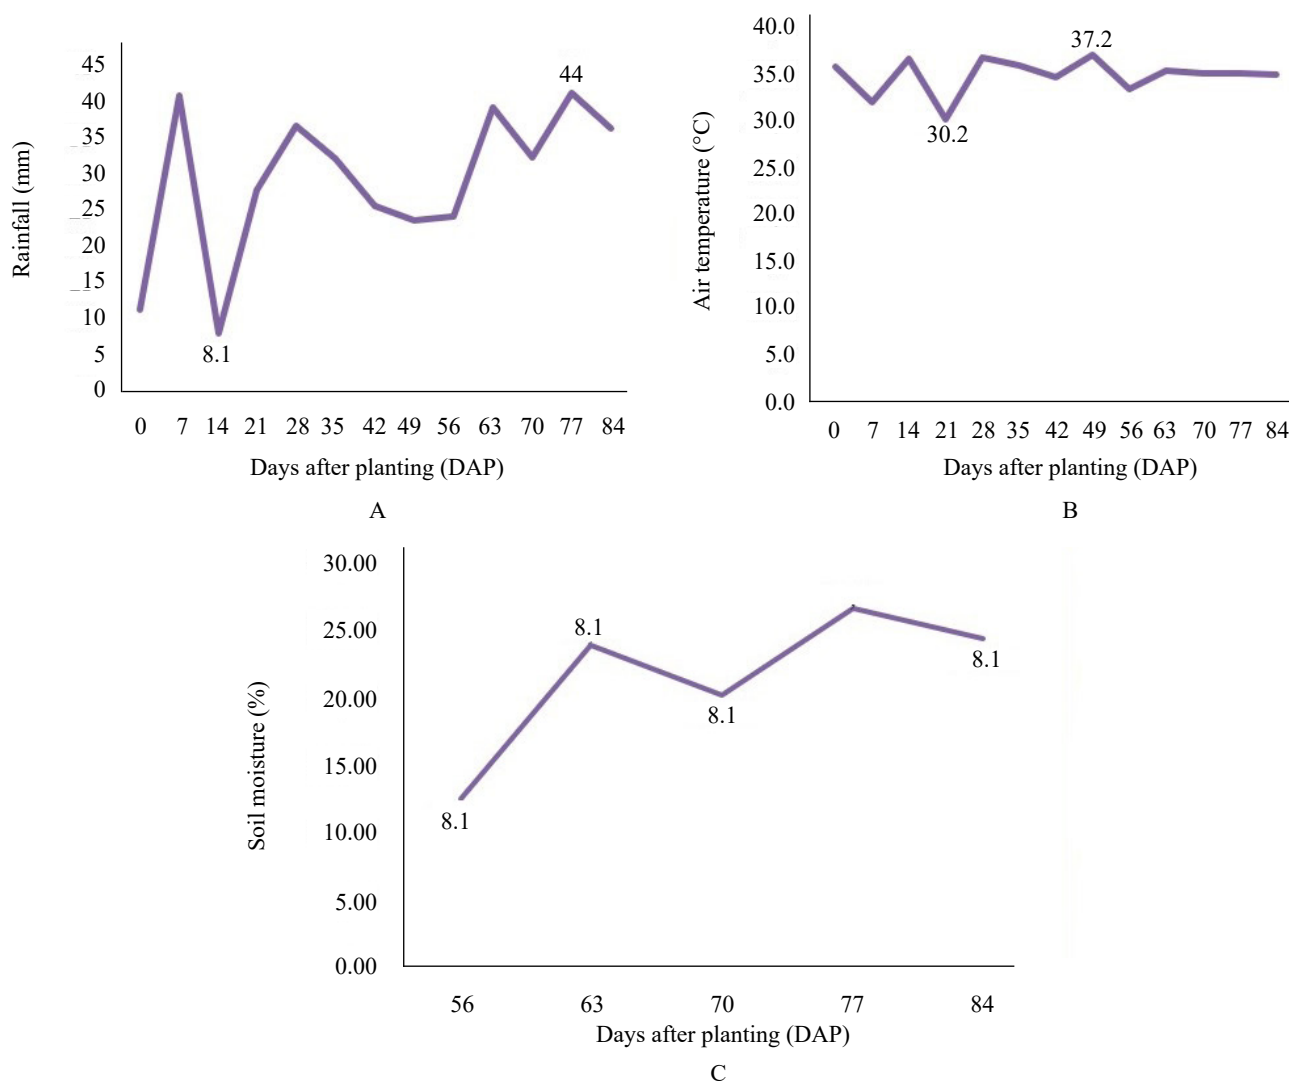 45
40
35
30
25
20
15
10
5
0
Rainfall (mm)
44
8.1
0 7 14 21 28 35 42 49 56 63 70 77 84
Days after planting (DAP)
A
40.0
35.0
30.0
25.0
20.0
15.0
10.0
5.0
0.0
Air temperature (°C)
37.2
30.2
0 7 14 21 28 35 42 49 56 63 70 77 84
Days after planting (DAP)
B
30.00
25.00
20.00
15.00
10.00
5.00
0.00
Soil moisture (%)
8.1
8.1
8.1
8.1
56 63 70 77 84
Days after planting (DAP)
C